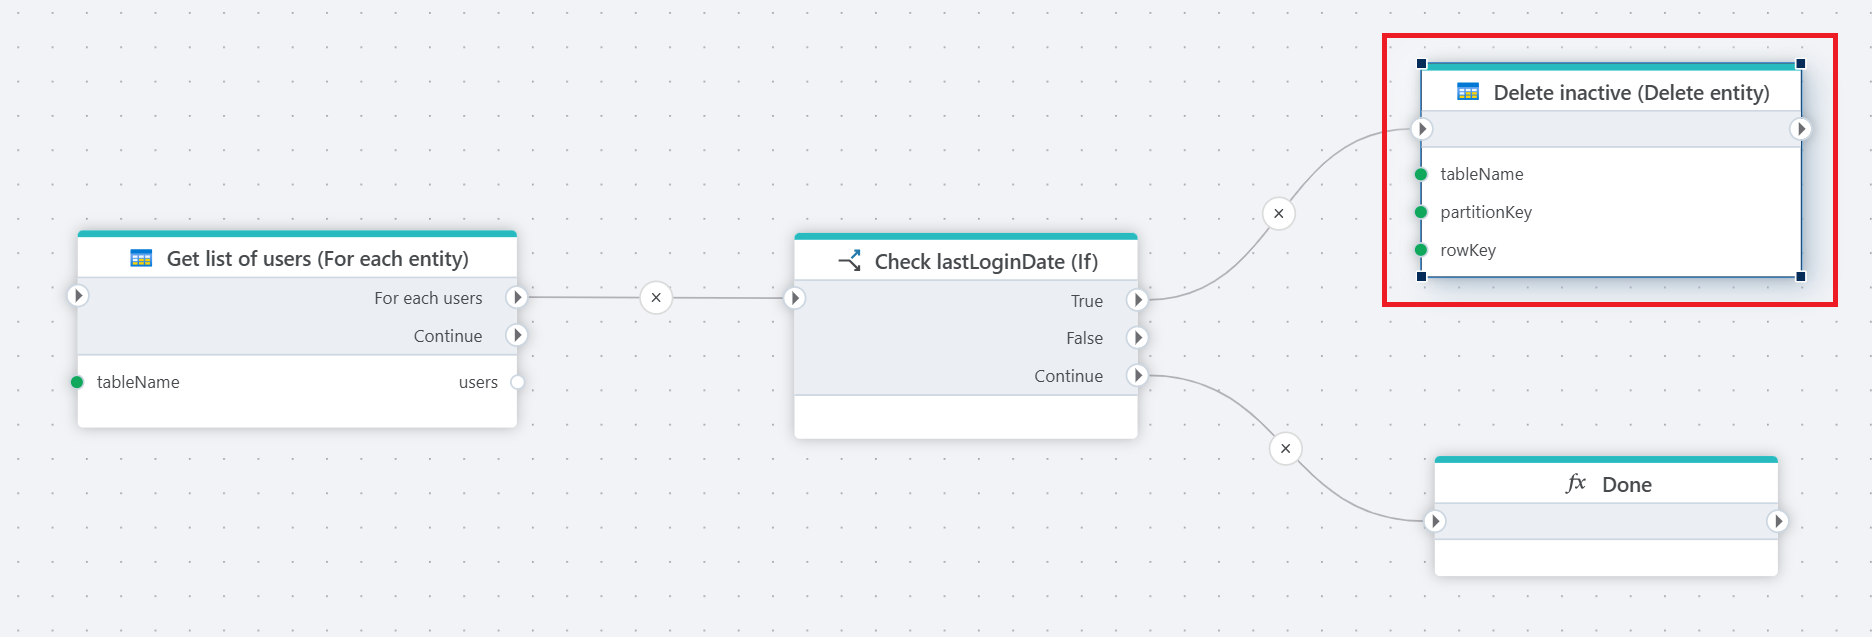 Get list of users (For each entity)
For each users
Continue
tableName
users
Check lastLoginDate (If)
True
False
Continue
Delete inactive (Delete entity)
tableName
partitionKey
rowKey
fx Done